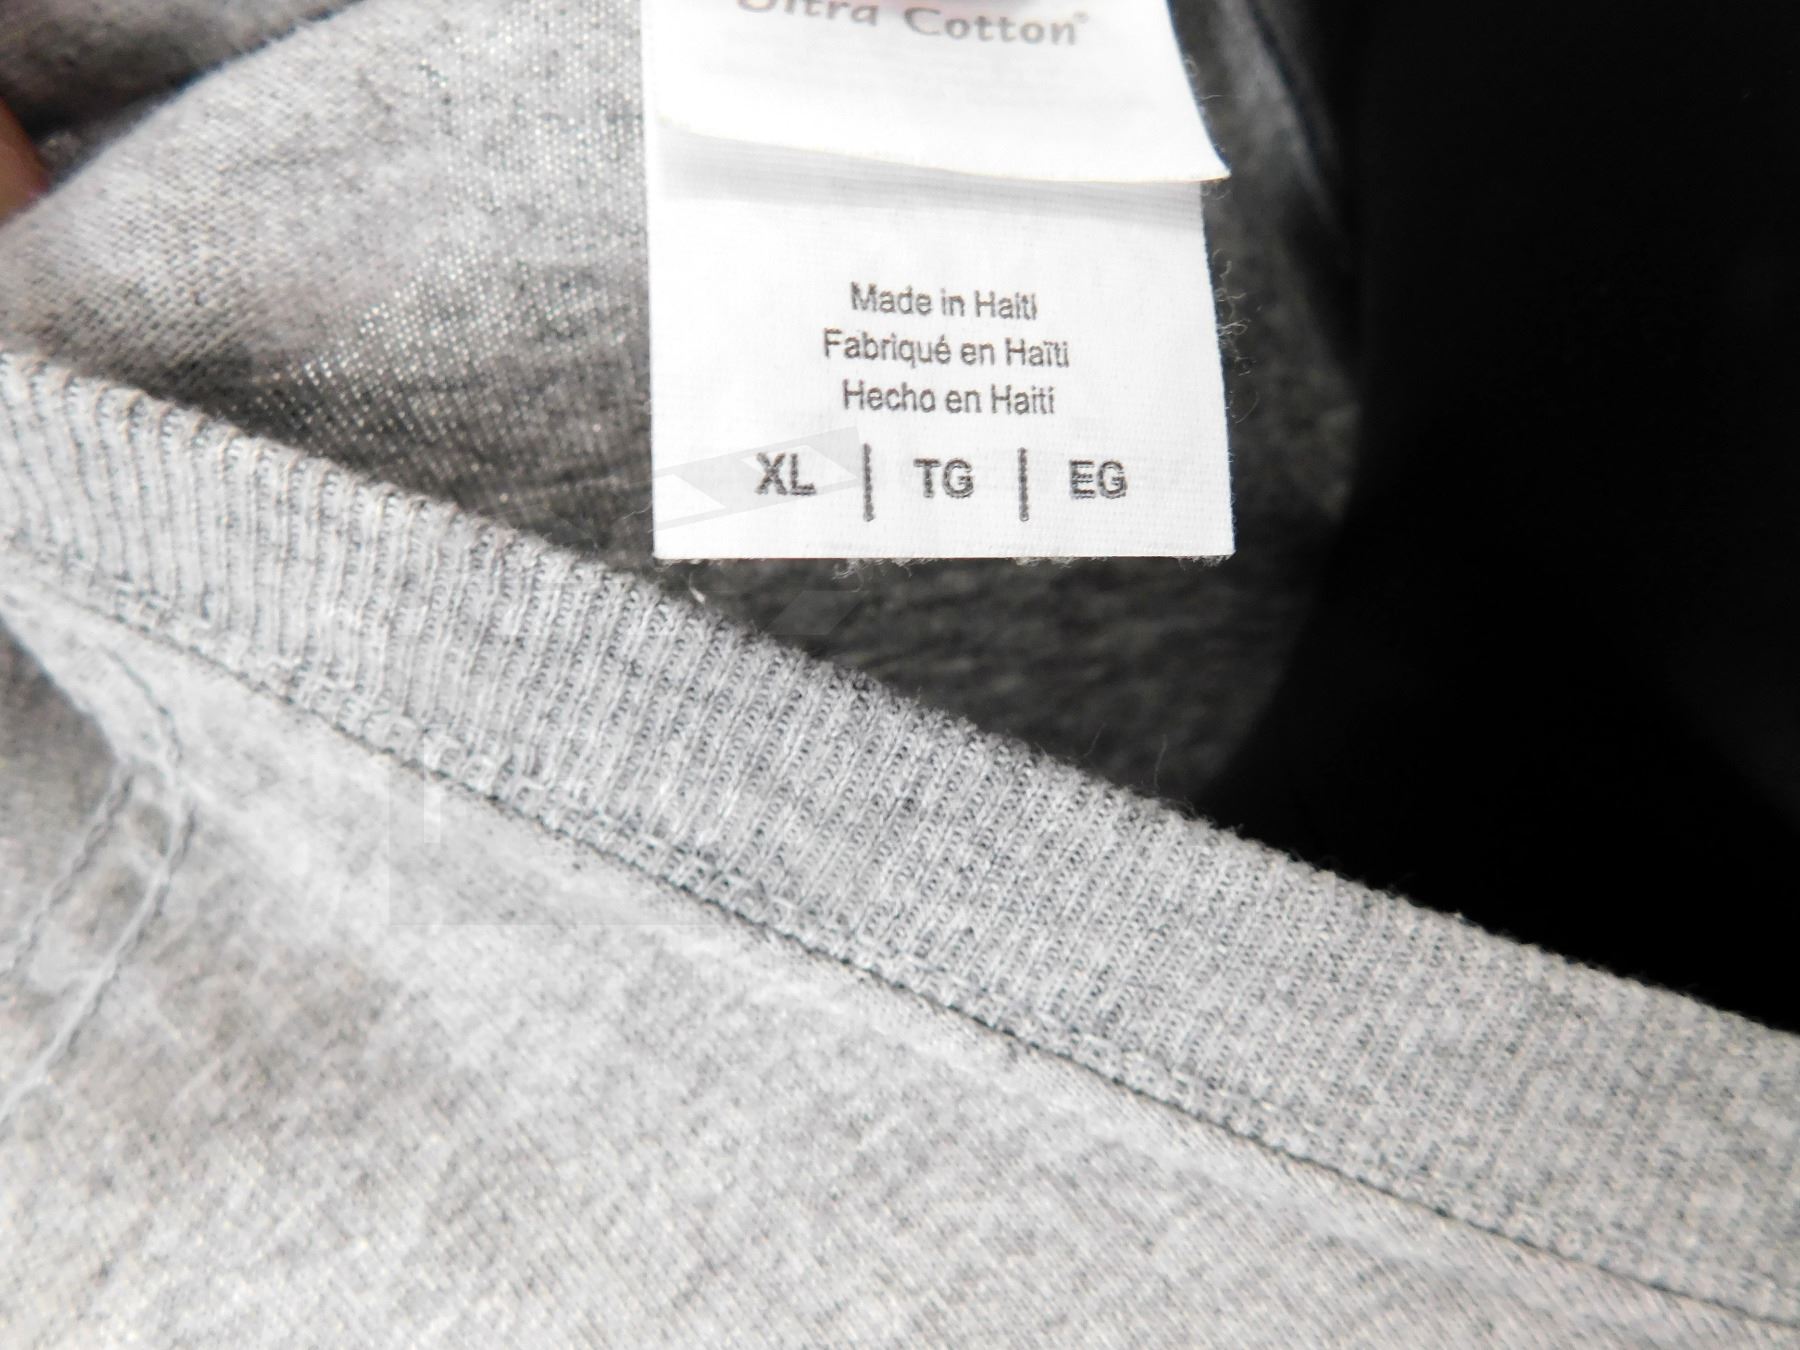 Ultra Cotton®
Made in Haiti
Fabriqué en Haïti
Hecho en Haití
XL | TG | EG